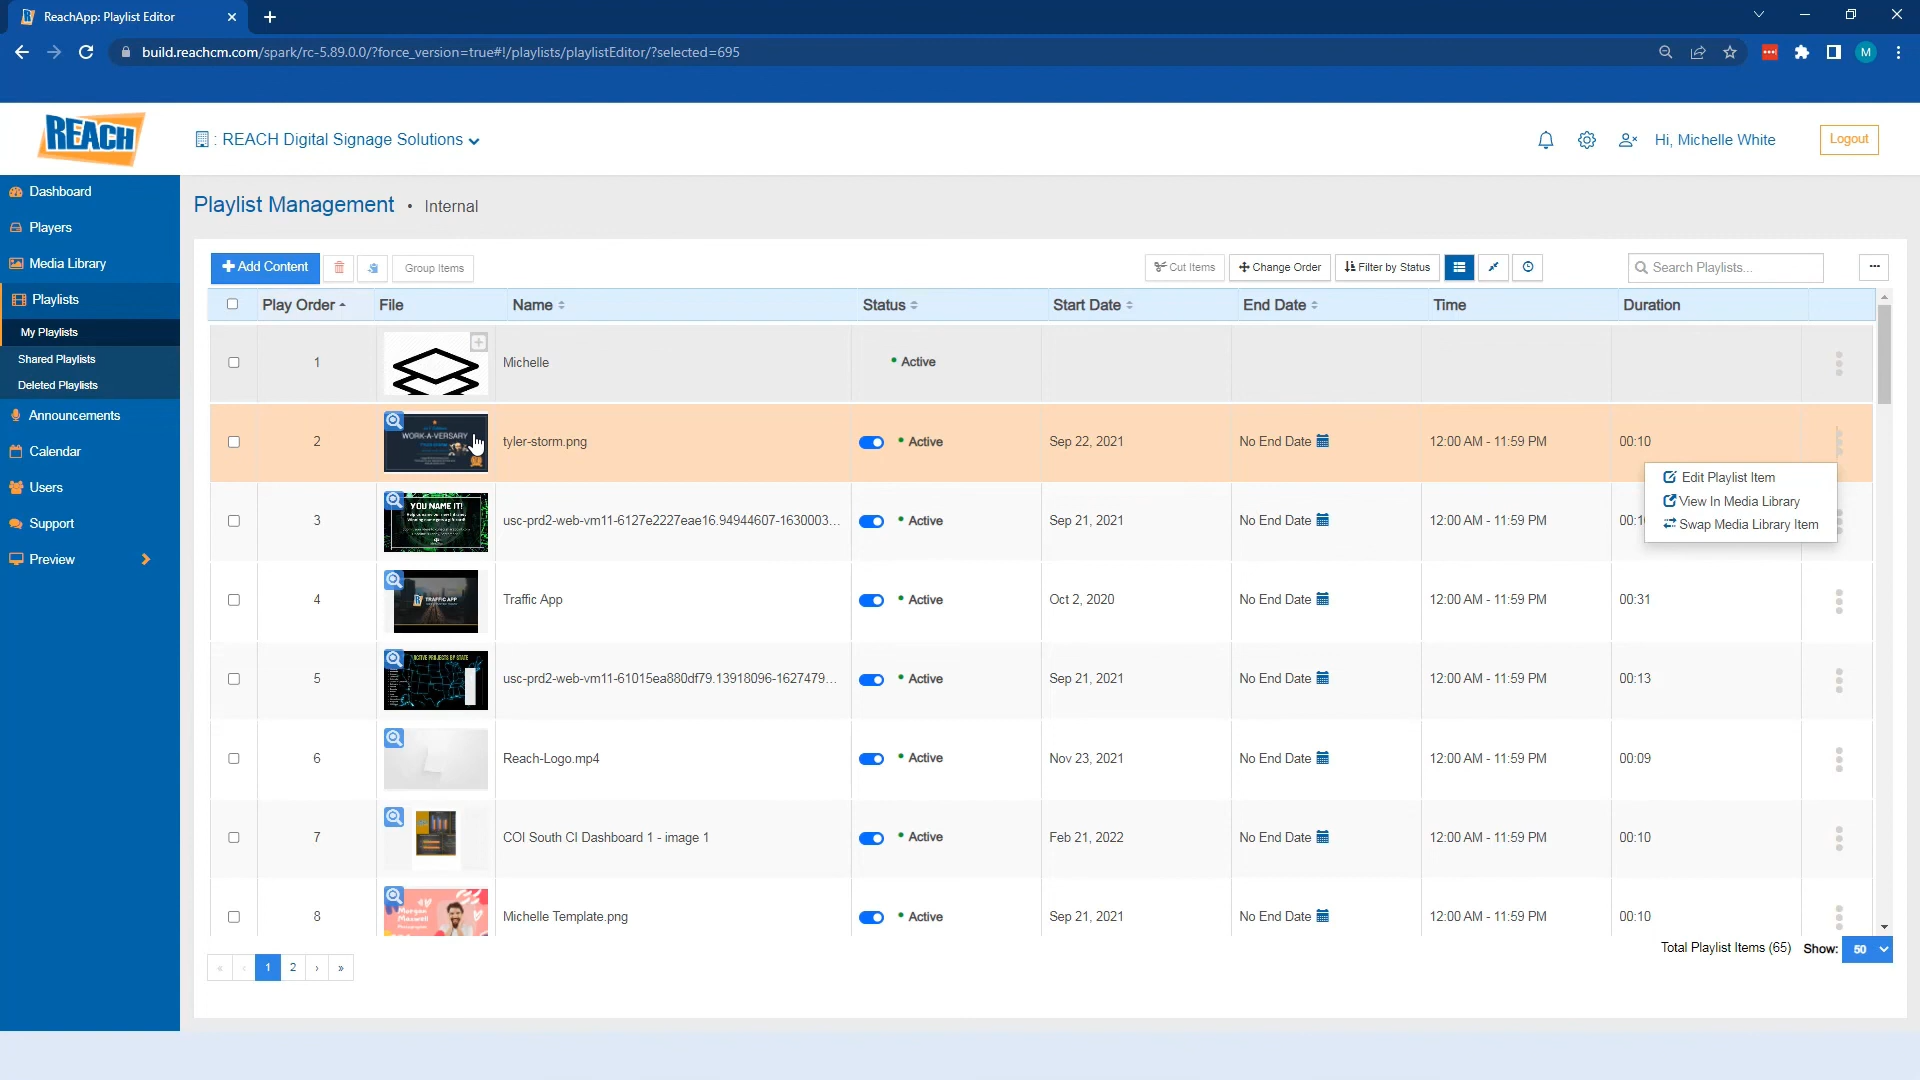 ReachApp: Playlist Editor
build.reachcm.com/spark/rc-5.89.0.0/?force_version=true#!/playlists/playlistEditor/?selected=695
M
REACH
: REACH Digital Signage Solutions
Hi, Michelle White
Logout
Dashboard
Players
Media Library
Playlists
My Playlists
Shared Playlists
Deleted Playlists
Announcements
Calendar
Users
Support
Preview
Playlist Management • Internal
Add Content
Group Items
Cut Items
Change Order
Filter by Status
Search Playlists...
Play Order File Name Status Start Date End Date Time Duration
1 Michelle Active
2 WORK-A-VERSARY tyler-storm.png Active Sep 22, 2021 No End Date 12:00 AM - 11:59 PM 00:10
Edit Playlist Item
View In Media Library
Swap Media Library Item
3 YOU NAME IT! usc-prd2-web-vm11-6127e2227eae16.94944607-1630003... Active Sep 21, 2021 No End Date 12:00 AM - 11:59 PM
4 TRAFFIC APP Traffic App Active Oct 2, 2020 No End Date 12:00 AM - 11:59 PM 00:31
5 ACTIVE PROJECTS BY STATE usc-prd2-web-vm11-61015ea880df79.13918096-1627479... Active Sep 21, 2021 No End Date 12:00 AM - 11:59 PM 00:13
6 Reach-Logo.mp4 Active Nov 23, 2021 No End Date 12:00 AM - 11:59 PM 00:09
7 COI South CI Dashboard 1 - image 1 Active Feb 21, 2022 No End Date 12:00 AM - 11:59 PM 00:10
8 Morgan Maxwell Michelle Template.png Active Sep 21, 2021 No End Date 12:00 AM - 11:59 PM 00:10
« ‹ 1 2 › »
Total Playlist Items (65) Show: 50